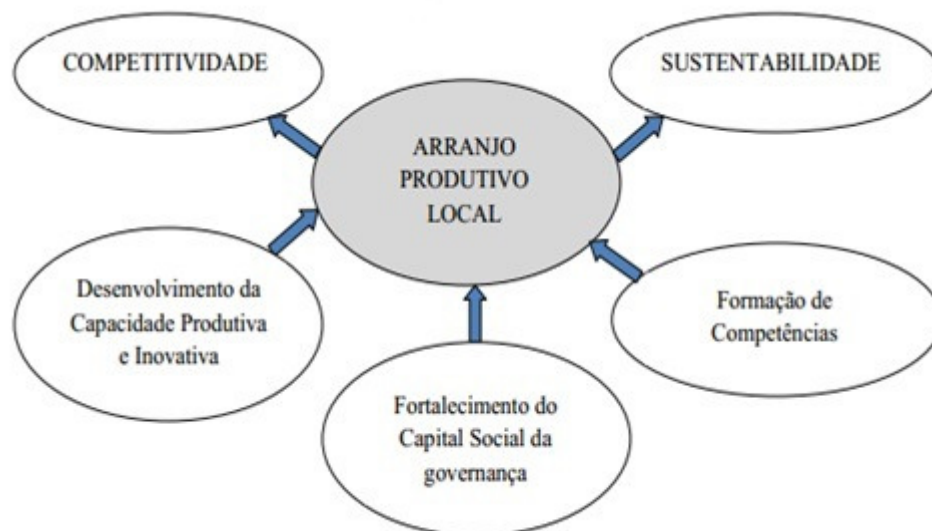 COMPETITIVIDADE
SUSTENTABILIDADE
ARRANJO
PRODUTIVO
LOCAL
Desenvolvimento da
Capacidade Produtiva
e Inovativa
Formação de
Competências
Fortalecimento do
Capital Social da
governança